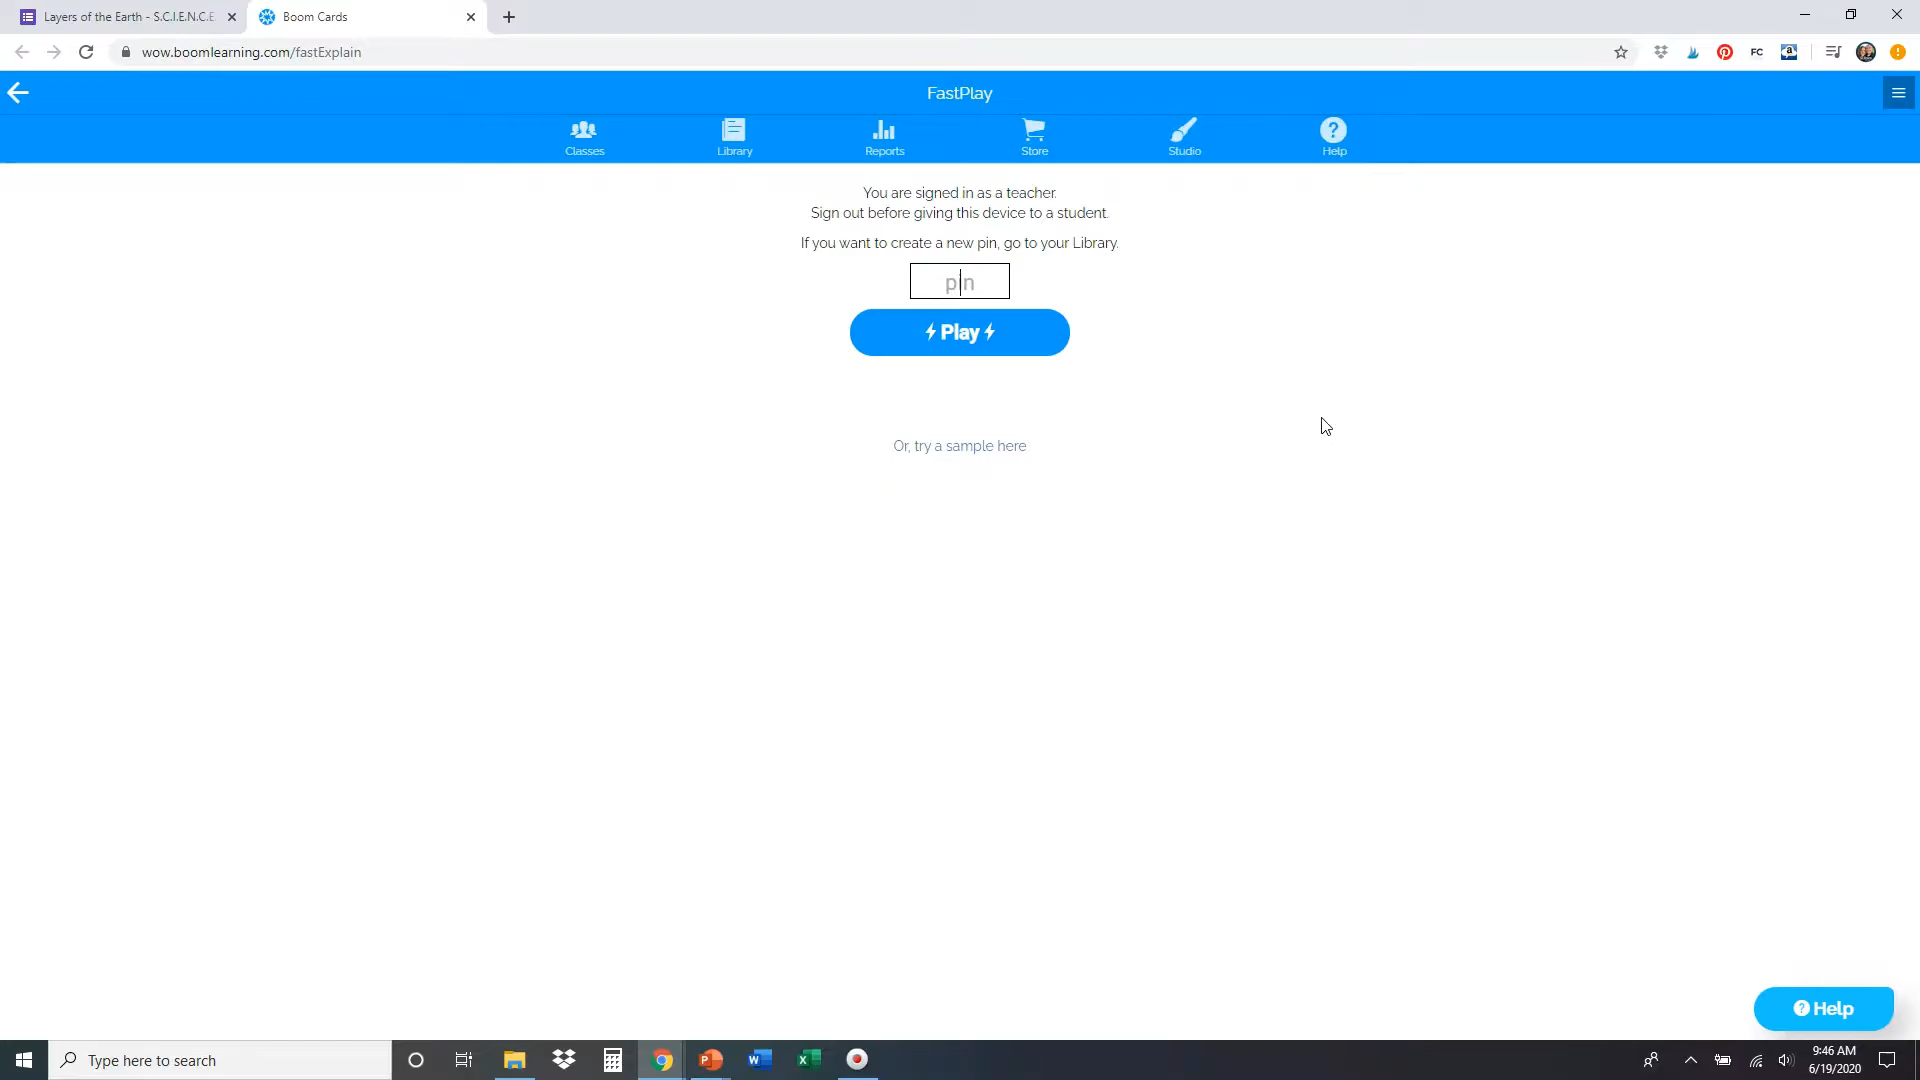 Layers of the Earth - S.C.I.E.N.C.E
Boom Cards
wow.boomlearning.com/fastExplain
FC
FastPlay
Classes
Library
Reports
Store
Studio
Help
You are signed in as a teacher.
Sign out before giving this device to a student.
If you want to create a new pin, go to your Library.
pin
Play
Or, try a sample here
Help
Type here to search
9:46 AM
6/19/2020